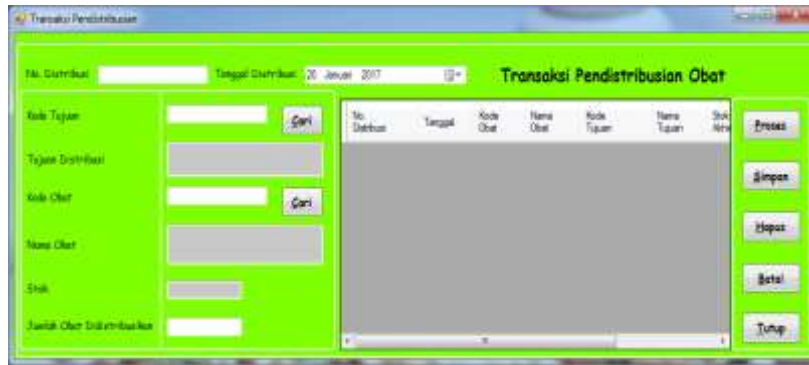 Transaksi Pendistribusian
No. Distribusi
Tanggal Distribusi 20 Januari 2017
Transaksi Pendistribusian Obat
Kode Tujuan
Cari
Tujuan Distribusi
Kode Obat
Cari
Nama Obat
Stok
Jumlah Obat Didistribusikan
No. Distribusi
Tanggal
Kode Obat
Nama Obat
Kode Tujuan
Nama Tujuan
Stok
Proses
Simpan
Hapus
Batal
Tutup